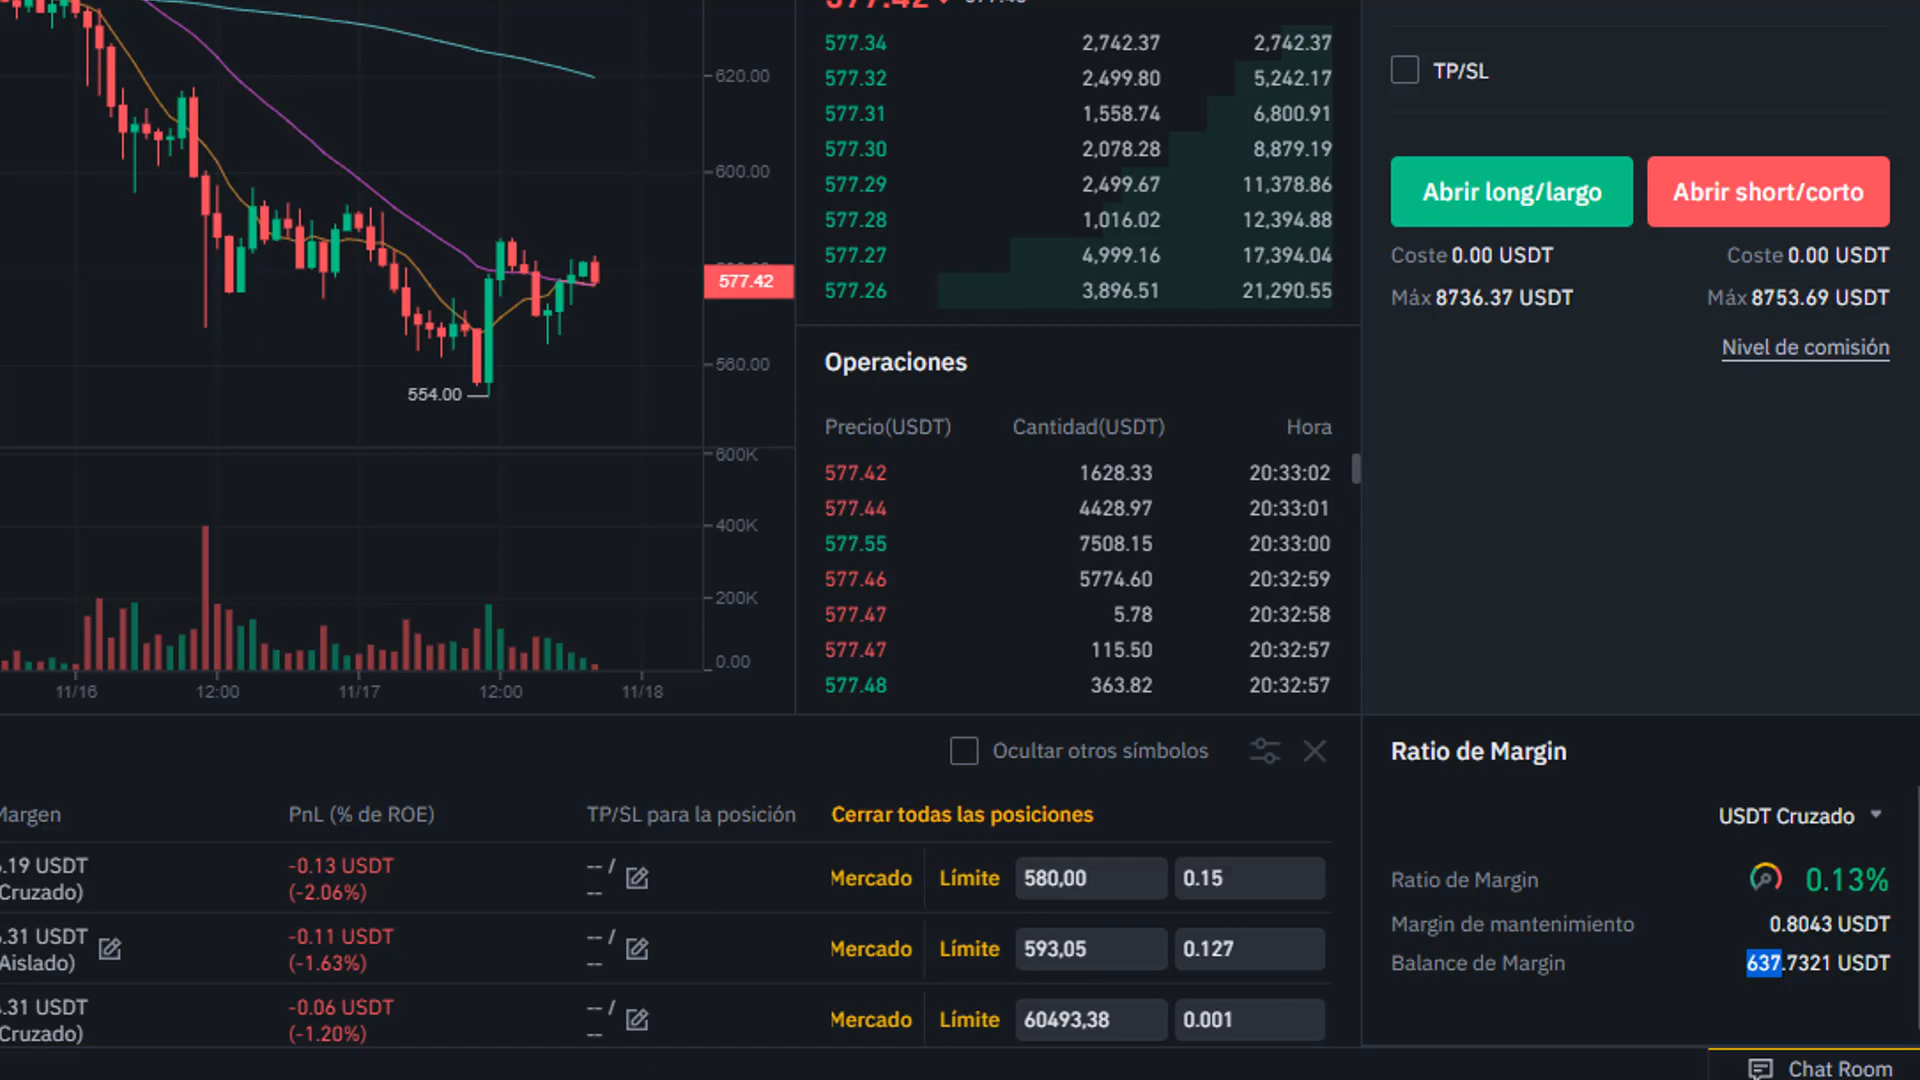 620.00
600.00
577.42
560.00
554.00
600K
400K
200K
0.00
11/16 12:00 11/17 12:00 11/18
577.42
577.34 2,742.37 2,742.37
577.32 2,499.80 5,242.17
577.31 1,558.74 6,800.91
577.30 2,078.28 8,879.19
577.29 2,499.67 11,378.86
577.28 1,016.02 12,394.88
577.27 4,999.16 17,394.04
577.26 3,896.51 21,290.55
Operaciones
Precio(USDT) Cantidad(USDT) Hora
577.42 1628.33 20:33:02
577.44 4428.97 20:33:01
577.55 7508.15 20:33:00
577.46 5774.60 20:32:59
577.47 5.78 20:32:58
577.47 115.50 20:32:57
577.48 363.82 20:32:57
TP/SL
Abrir long/largo Abrir short/corto
Coste 0.00 USDT Coste 0.00 USDT
Máx 8736.37 USDT Máx 8753.69 USDT
Nivel de comisión
Ocultar otros símbolos
Margen PnL (% de ROE) TP/SL para la posición Cerrar todas las posiciones
.19 USDT -0.13 USDT -- /
Cruzado) (-2.06%) --
Mercado Límite 580,00 0.15
.31 USDT -0.11 USDT -- /
Aislado) (-1.63%) --
Mercado Límite 593,05 0.127
.31 USDT -0.06 USDT -- /
Cruzado) (-1.20%) --
Mercado Límite 60493,38 0.001
Ratio de Margin
USDT Cruzado
Ratio de Margin 0.13%
Margin de mantenimiento 0.8043 USDT
Balance de Margin 637.7321 USDT
Chat Room